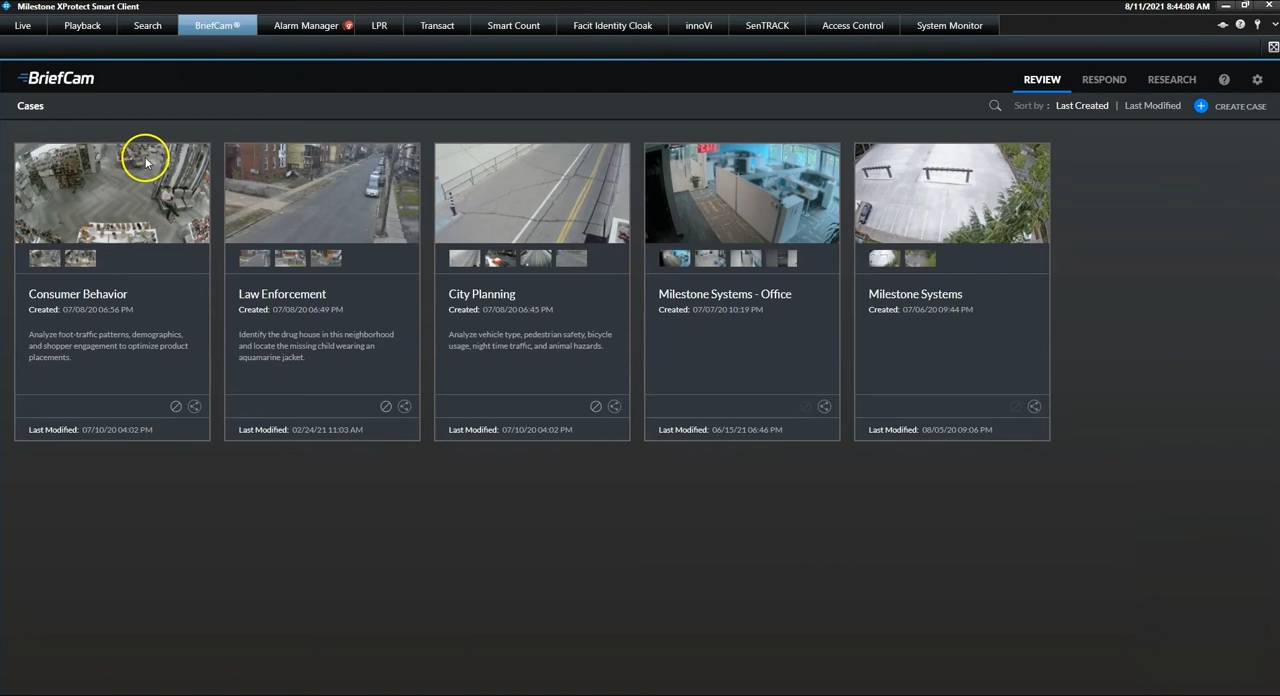 Milestone XProtect Smart Client
8/11/2021 8:44:08 AM
Live Playback Search BriefCam® Alarm Manager LPR Transact Smart Count Facit Identity Cloak innoVi SenTRACK Access Control System Monitor
BriefCam
REVIEW RESPOND RESEARCH ?
Cases
Sort by : Last Created | Last Modified + CREATE CASE
Consumer Behavior
Created: 07/08/20 06:56 PM
Analyze foot-traffic patterns, demographics,
and shopper engagement to optimize product
placements.
Last Modified: 07/10/20 04:02 PM
Law Enforcement
Created: 07/08/20 06:49 PM
Identify the drug house in this neighborhood
and locate the missing child wearing an
aquamarine jacket.
Last Modified: 02/24/21 11:03 AM
City Planning
Created: 07/08/20 06:45 PM
Analyze vehicle type, pedestrian safety, bicycle
usage, night time traffic, and animal hazards.
Last Modified: 07/10/20 04:02 PM
Milestone Systems - Office
Created: 07/07/20 10:19 PM
Last Modified: 06/15/21 06:46 PM
Milestone Systems
Created: 07/06/20 09:44 PM
Last Modified: 08/05/20 09:06 PM